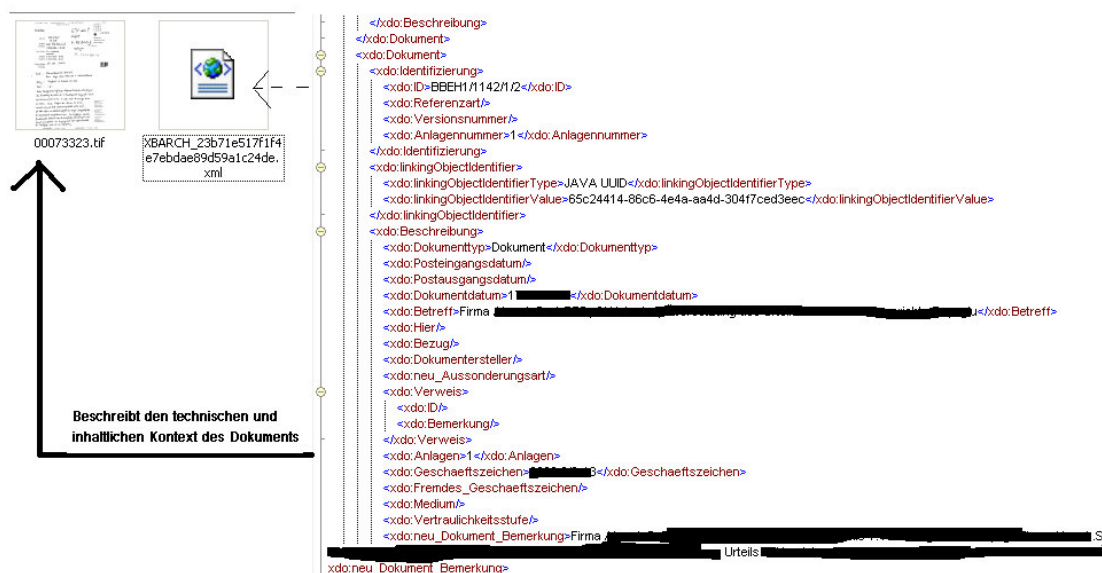 00073323.tif
XBARCH_23b71e517f1f4
e7ebdae89d59a1c24de.
xml
Beschreibt den technischen und
inhaltlichen Kontext des Dokuments
</xdo:Beschreibung>
</xdo:Dokument>
<xdo:Dokument>
<xdo:Identifizierung>
<xdo:ID>BBEH1/1142/1/2</xdo:ID>
<xdo:Referenzart/>
<xdo:Versionsnummer/>
<xdo:Anlagennummer>1</xdo:Anlagennummer>
</xdo:Identifizierung>
<xdo:linkingObjectIdentifier>
<xdo:linkingObjectIdentifierType>JAVA UUID</xdo:linkingObjectIdentifierType>
<xdo:linkingObjectIdentifierValue>65c24414-86c6-4e4a-aa4d-304f7ced3eec</xdo:linkingObjectIdentifierValue>
</xdo:linkingObjectIdentifier>
<xdo:Beschreibung>
<xdo:Dokumenttyp>Dokument</xdo:Dokumenttyp>
<xdo:Posteingangsdatum/>
<xdo:Postausgangsdatum/>
<xdo:Dokumentdatum>1</xdo:Dokumentdatum>
<xdo:Betreff>Firma u</xdo:Betreff>
<xdo:Hier/>
<xdo:Bezug/>
<xdo:Dokumentersteller/>
<xdo:neu_Aussonderungsart/>
<xdo:Verweis>
<xdo:ID/>
<xdo:Bemerkung/>
</xdo:Verweis>
<xdo:Anlagen>1</xdo:Anlagen>
<xdo:Geschaeftszeichen>3</xdo:Geschaeftszeichen>
<xdo:Fremdes_Geschaeftszeichen/>
<xdo:Medium/>
<xdo:Vertraulichkeitsstufe/>
<xdo:neu_Dokument_Bemerkung>Firma .S
Urteils
xdo:neu_Dokument_Bemerkung>